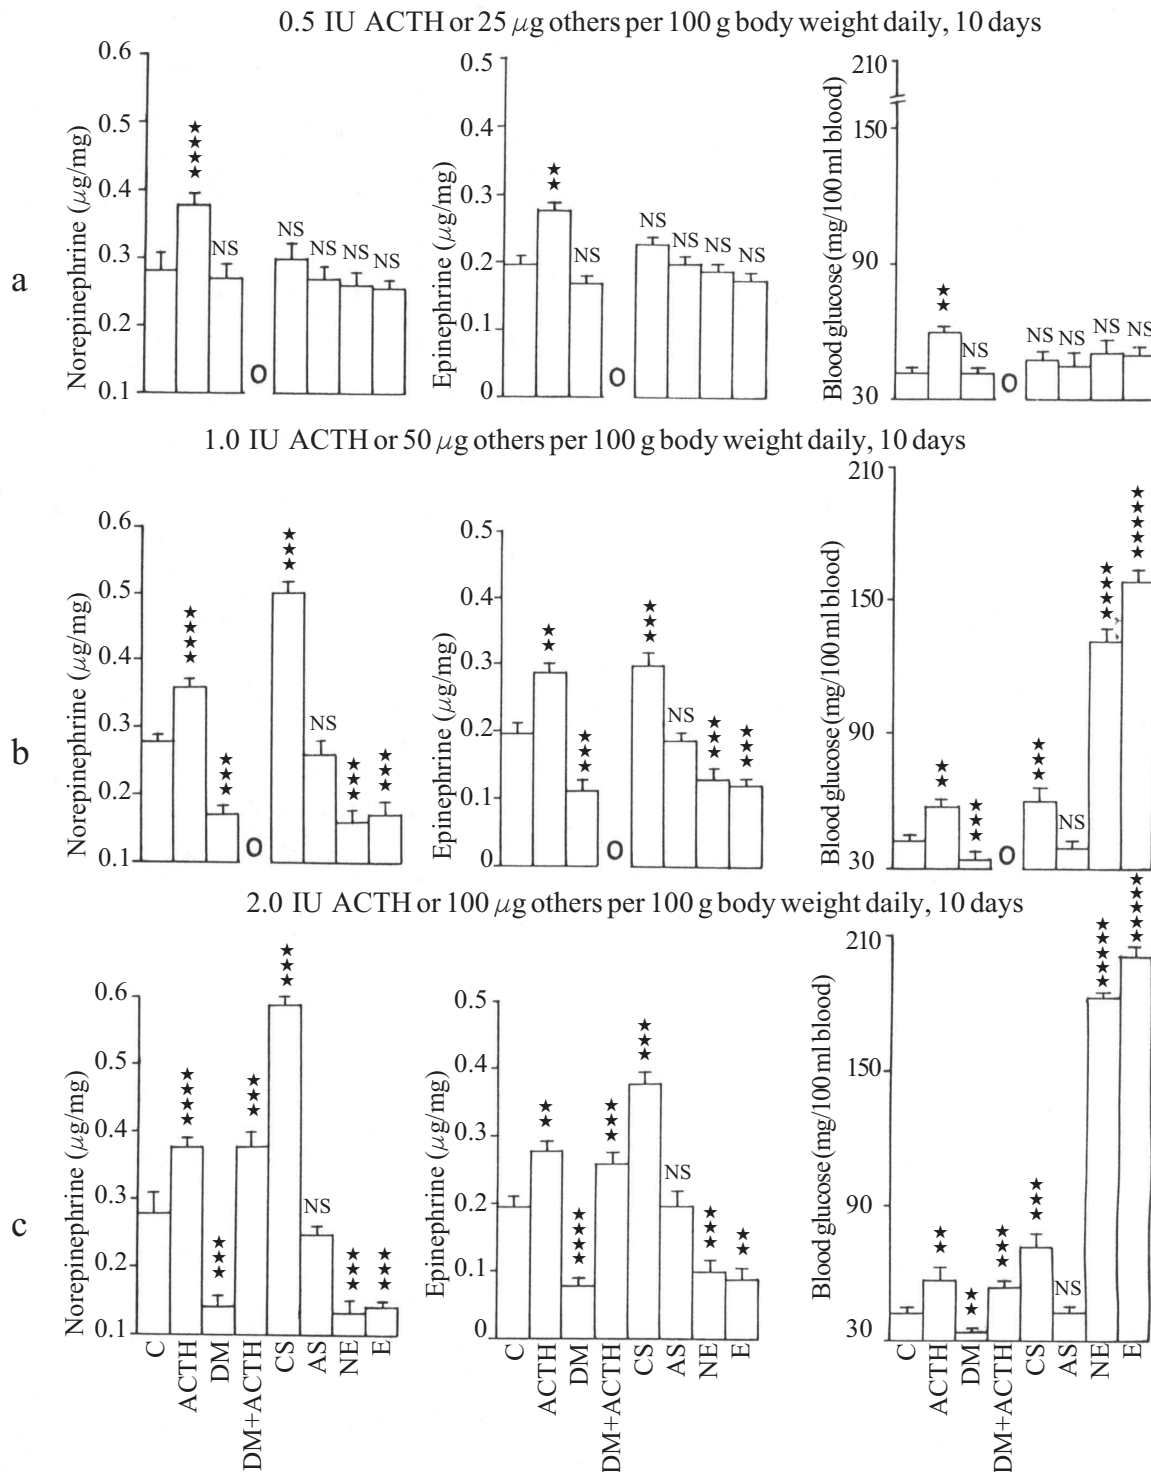 0.5 IU ACTH or 25 μg others per 100 g body weight daily, 10 days
a
Norepinephrine (μg/mg)
0.6
0.5
0.4
0.3
0.2
0.1
★★★★
NS
O
NS
NS
NS
NS
Epinephrine (μg/mg)
0.5
0.4
0.3
0.2
0.1
0
★★
NS
O
NS
NS
NS
NS
Blood glucose (mg/100 ml blood)
210
150
90
30
★★
NS
O
NS
NS
NS
NS
1.0 IU ACTH or 50 μg others per 100 g body weight daily, 10 days
b
Norepinephrine (μg/mg)
0.6
0.5
0.4
0.3
0.2
0.1
★★★★
★★★
O
★★★
NS
★★★
★★★
Epinephrine (μg/mg)
0.5
0.4
0.3
0.2
0.1
0
★★
★★★
O
★★★
NS
★★★
★★★
Blood glucose (mg/100 ml blood)
210
150
90
30
★★
★★★
O
★★★
NS
★★★★
★★★★★
2.0 IU ACTH or 100 μg others per 100 g body weight daily, 10 days
c
Norepinephrine (μg/mg)
0.6
0.5
0.4
0.3
0.2
0.1
★★★★
★★★
★★★
★★★
NS
★★★
★★★
C
ACTH
DM
DM+ACTH
CS
AS
NE
E
Epinephrine (μg/mg)
0.5
0.4
0.3
0.2
0.1
0
★★
★★★★
★★★
★★★
NS
★★★
★★
C
ACTH
DM
DM+ACTH
CS
AS
NE
E
Blood glucose (mg/100 ml blood)
210
150
90
30
★★
★★
★★★
★★★
NS
★★★★★
★★★★★
C
ACTH
DM
DM+ACTH
CS
AS
NE
E